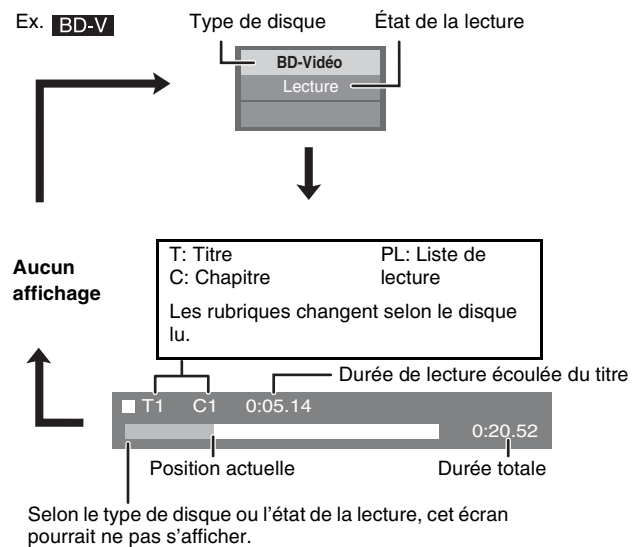 Ex. BD-V
Type de disque
État de la lecture
BD-Vidéo
Lecture
Aucun
affichage
T: Titre
C: Chapitre
PL: Liste de
lecture
Les rubriques changent selon le disque
lu.
Durée de lecture écoulée du titre
T1 C1 0:05.14
0:20.52
Position actuelle
Durée totale
Selon le type de disque ou l'état de la lecture, cet écran
pourrait ne pas s'afficher.